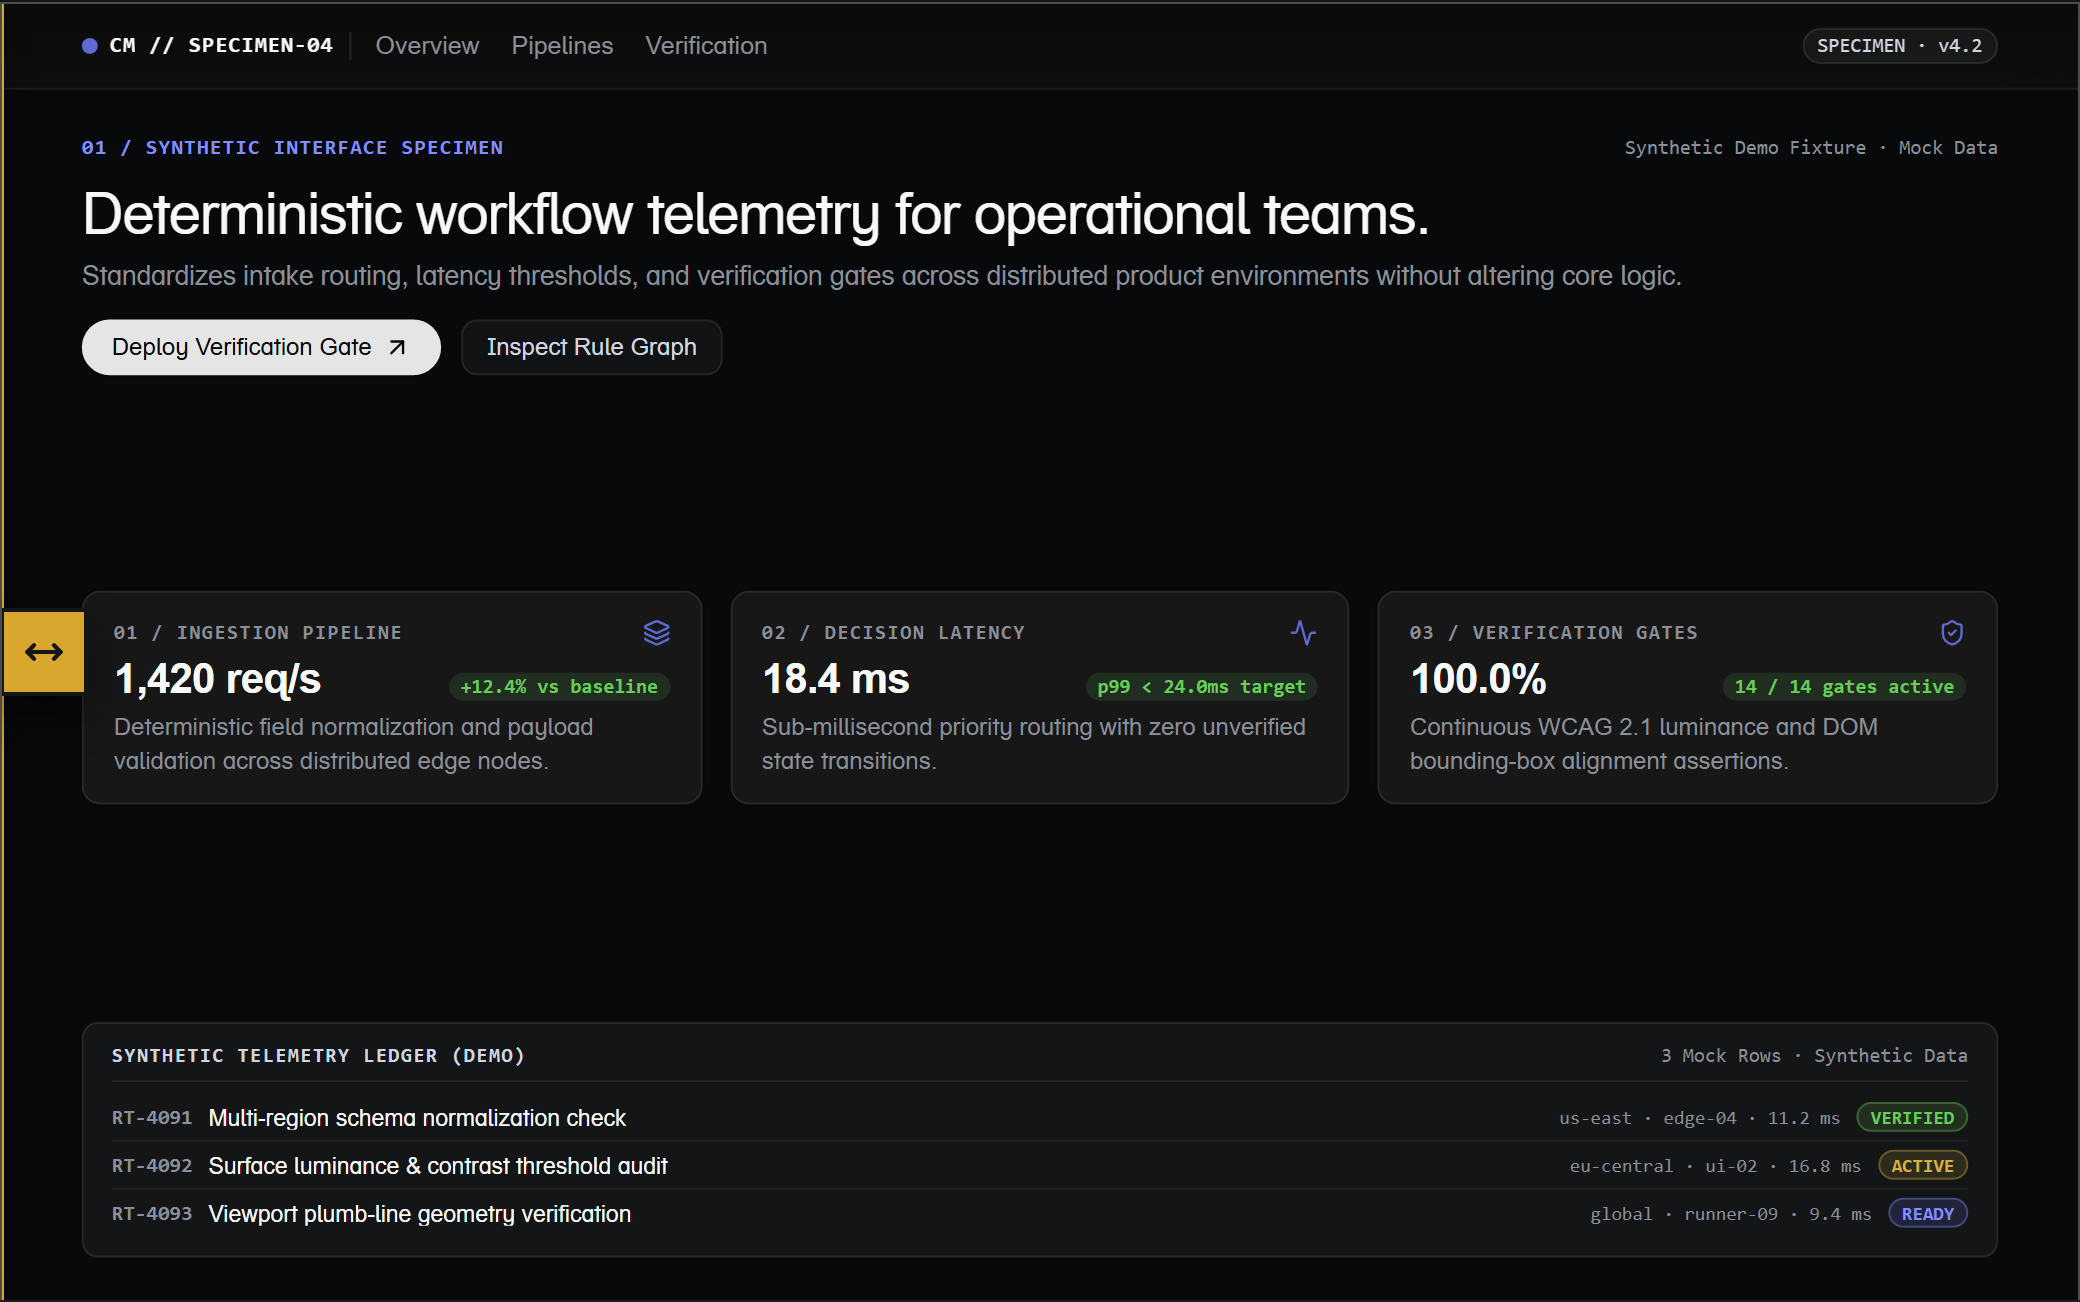 CM // SPECIMEN-04
Overview
Pipelines
Verification
SPECIMEN · v4.2
01 / SYNTHETIC INTERFACE SPECIMEN
Synthetic Demo Fixture · Mock Data
Deterministic workflow telemetry for operational teams.
Standardizes intake routing, latency thresholds, and verification gates across distributed product environments without altering core logic.
Deploy Verification Gate
Inspect Rule Graph
01 / INGESTION PIPELINE
1,420 req/s
+12.4% vs baseline
Deterministic field normalization and payload
validation across distributed edge nodes.
02 / DECISION LATENCY
18.4 ms
p99 < 24.0ms target
Sub-millisecond priority routing with zero unverified
state transitions.
03 / VERIFICATION GATES
100.0%
14 / 14 gates active
Continuous WCAG 2.1 luminance and DOM
bounding-box alignment assertions.
SYNTHETIC TELEMETRY LEDGER (DEMO)
3 Mock Rows · Synthetic Data
RT-4091 Multi-region schema normalization check
us-east · edge-04 · 11.2 ms VERIFIED
RT-4092 Surface luminance & contrast threshold audit
eu-central · ui-02 · 16.8 ms ACTIVE
RT-4093 Viewport plumb-line geometry verification
global · runner-09 · 9.4 ms READY